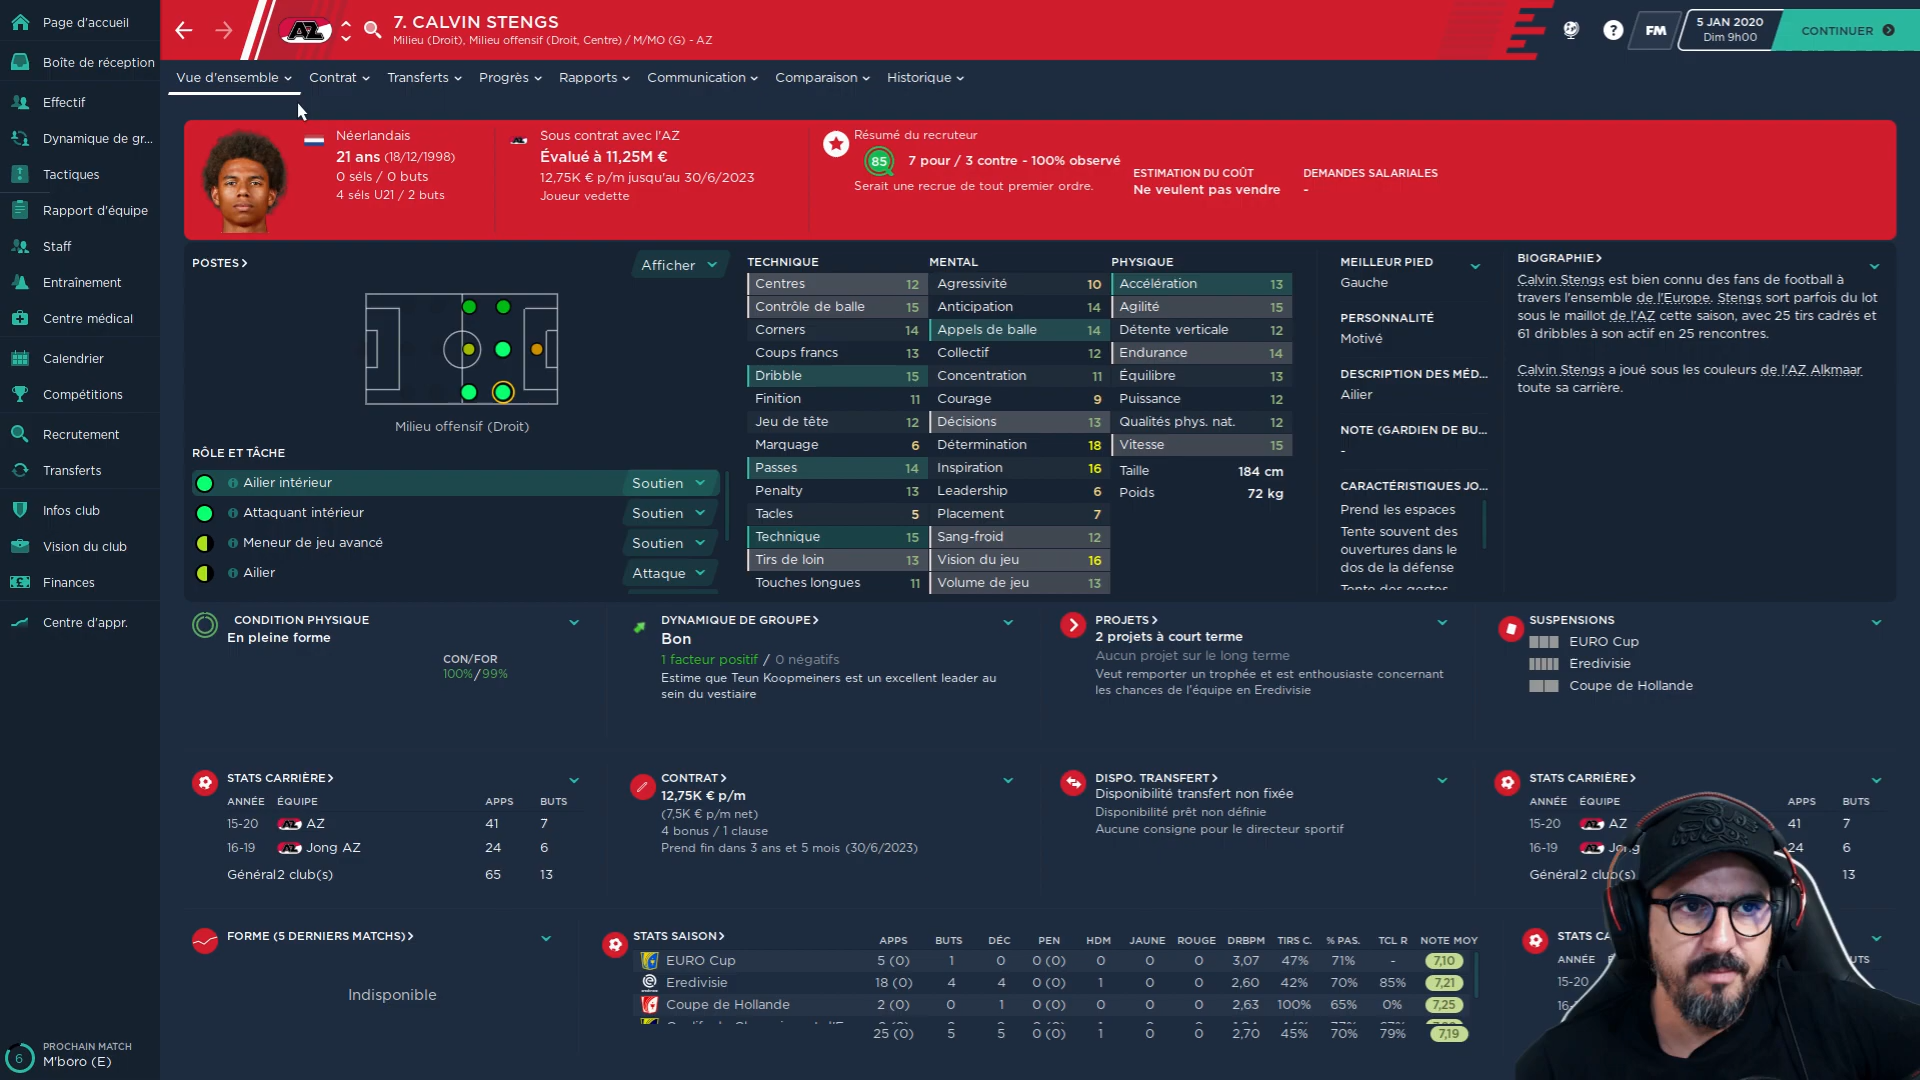 Page d'accueil
Boîte de réception
Effectif
Dynamique de gr...
Tactiques
Rapport d'équipe
Staff
Entraînement
Centre médical
Calendrier
Compétitions
Recrutement
Transferts
Infos club
Vision du club
Finances
Centre d'appr.
6
PROCHAIN MATCH
M'boro (E)
AZ
7. CALVIN STENGS
Milieu (Droit), Milieu offensif (Droit, Centre) / M/MO (G) - AZ
?
FM
5 JAN 2020
Dim 9h00
CONTINUER
Vue d'ensemble
Contrat
Transferts
Progrès
Rapports
Communication
Comparaison
Historique
Néerlandais
21 ans (18/12/1998)
0 séls / 0 buts
4 séls U21 / 2 buts
Sous contrat avec l'AZ
Évalué à 11,25M €
12,75K € p/m jusqu'au 30/6/2023
Joueur vedette
Résumé du recruteur
85 7 pour / 3 contre - 100% observé
Serait une recrue de tout premier ordre.
ESTIMATION DU COÛT
Ne veulent pas vendre
DEMANDES SALARIALES
-
POSTES
Afficher
Milieu offensif (Droit)
RÔLE ET TÂCHE
Ailier intérieur Soutien
Attaquant intérieur Soutien
Meneur de jeu avancé Soutien
Ailier Attaque
TECHNIQUE
Centres 12
Contrôle de balle 15
Corners 14
Coups francs 13
Dribble 15
Finition 11
Jeu de tête 12
Marquage 6
Passes 14
Penalty 13
Tacles 5
Technique 15
Tirs de loin 13
Touches longues 11
MENTAL
Agressivité 10
Anticipation 14
Appels de balle 14
Collectif 12
Concentration 11
Courage 9
Décisions 13
Détermination 18
Inspiration 16
Leadership 6
Placement 7
Sang-froid 12
Vision du jeu 16
Volume de jeu 13
PHYSIQUE
Accélération 13
Agilité 15
Détente verticale 12
Endurance 14
Équilibre 13
Puissance 12
Qualités phys. nat. 12
Vitesse 15
Taille 184 cm
Poids 72 kg
MEILLEUR PIED
Gauche
PERSONNALITÉ
Motivé
DESCRIPTION DES MÉD...
Ailier
NOTE (GARDIEN DE BU...
-
CARACTÉRISTIQUES JO...
Prend les espaces
Tente souvent des
ouvertures dans le
dos de la défense
Tente des gestes
BIOGRAPHIE
Calvin Stengs est bien connu des fans de football à
travers l'ensemble de l'Europe. Stengs sort parfois du lot
sous le maillot de l'AZ cette saison, avec 25 tirs cadrés et
61 dribbles à son actif en 25 rencontres.
Calvin Stengs a joué sous les couleurs de l'AZ Alkmaar
toute sa carrière.
CONDITION PHYSIQUE
En pleine forme
CON/FOR
100%/99%
DYNAMIQUE DE GROUPE
Bon
1 facteur positif / 0 négatifs
Estime que Teun Koopmeiners est un excellent leader au
sein du vestiaire
PROJETS
2 projets à court terme
Aucun projet sur le long terme
Veut remporter un trophée et est enthousiaste concernant
les chances de l'équipe en Eredivisie
SUSPENSIONS
EURO Cup
Eredivisie
Coupe de Hollande
STATS CARRIÈRE
ANNÉE ÉQUIPE APPS BUTS
15-20 AZ 41 7
16-19 Jong AZ 24 6
Général 2 club(s) 65 13
CONTRAT
12,75K € p/m
(7,5K € p/m net)
4 bonus / 1 clause
Prend fin dans 3 ans et 5 mois (30/6/2023)
DISPO. TRANSFERT
Disponibilité transfert non fixée
Disponibilité prêt non définie
Aucune consigne pour le directeur sportif
STATS CARRIÈRE
ANNÉE ÉQUIPE APPS BUTS
15-20 AZ 41 7
16-19 Jong 24 6
Général 2 club(s) 13
FORME (5 DERNIERS MATCHS)
Indisponible
STATS SAISON
APPS BUTS DÉC PEN HDM JAUNE ROUGE DRBPM TIRS C. % PAS. TCL R NOTE MOY
EURO Cup 5 (0) 1 0 0 (0) 0 0 0 3,07 47% 71% - 7,10
Eredivisie 18 (0) 4 4 0 (0) 0 0 0 2,60 42% 70% 85% 7,21
Coupe de Hollande 2 (0) 0 1 0 (0) 0 0 0 2,63 100% 65% 0% 7,25
25 (0) 5 5 0 (0) 1 0 0 2,70 45% 70% 79% 7,19
STATS CA
ANNÉE
15-20
16-